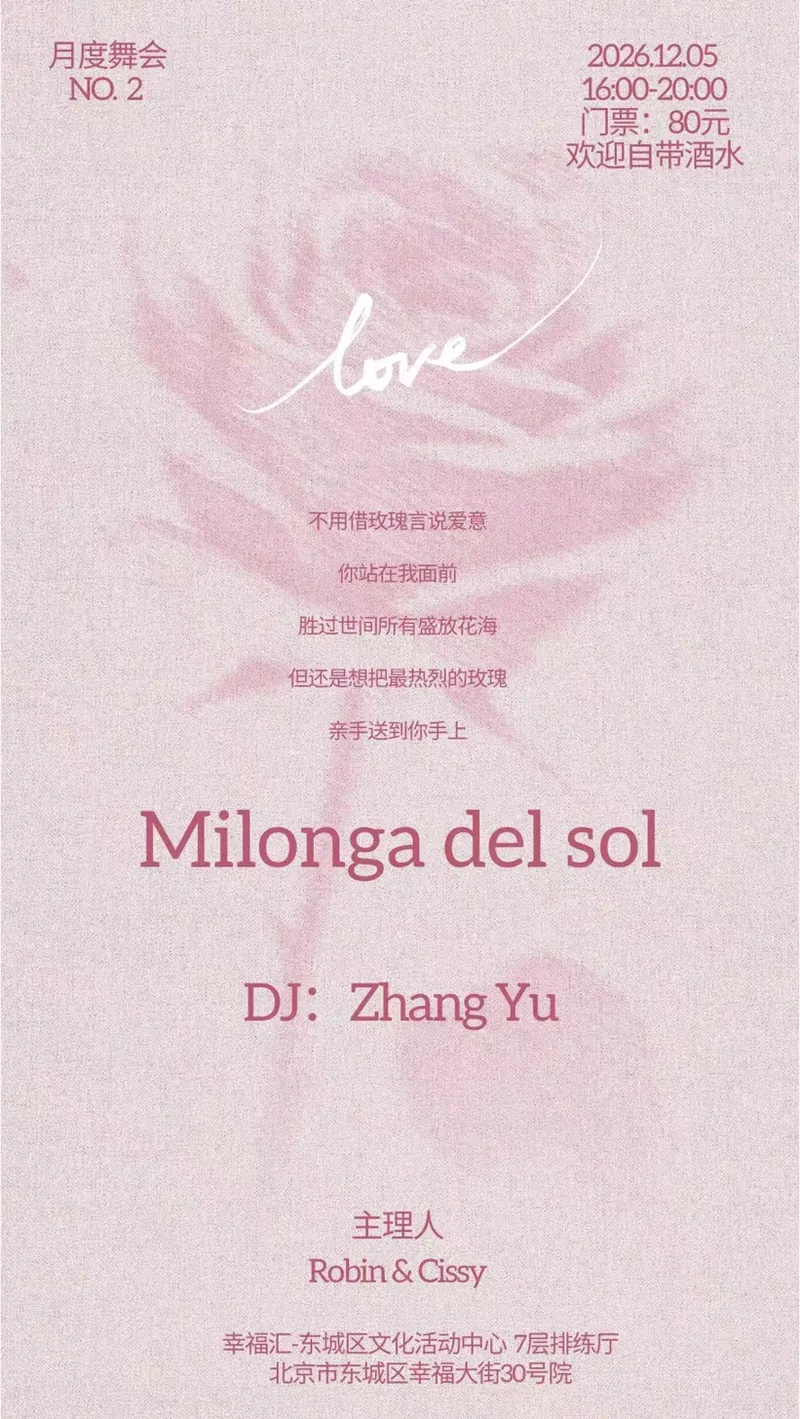 月度舞会
NO. 2
2026.12.05
16:00-20:00
门票：80元
欢迎自带酒水
love
不用借玫瑰言说爱意
你站在我面前
胜过世间所有盛放花海
但还是想把最热烈的玫瑰
亲手送到你手上
Milonga del sol
DJ：Zhang Yu
主理人
Robin & Cissy
幸福汇-东城区文化活动中心 7层排练厅
北京市东城区幸福大街30号院